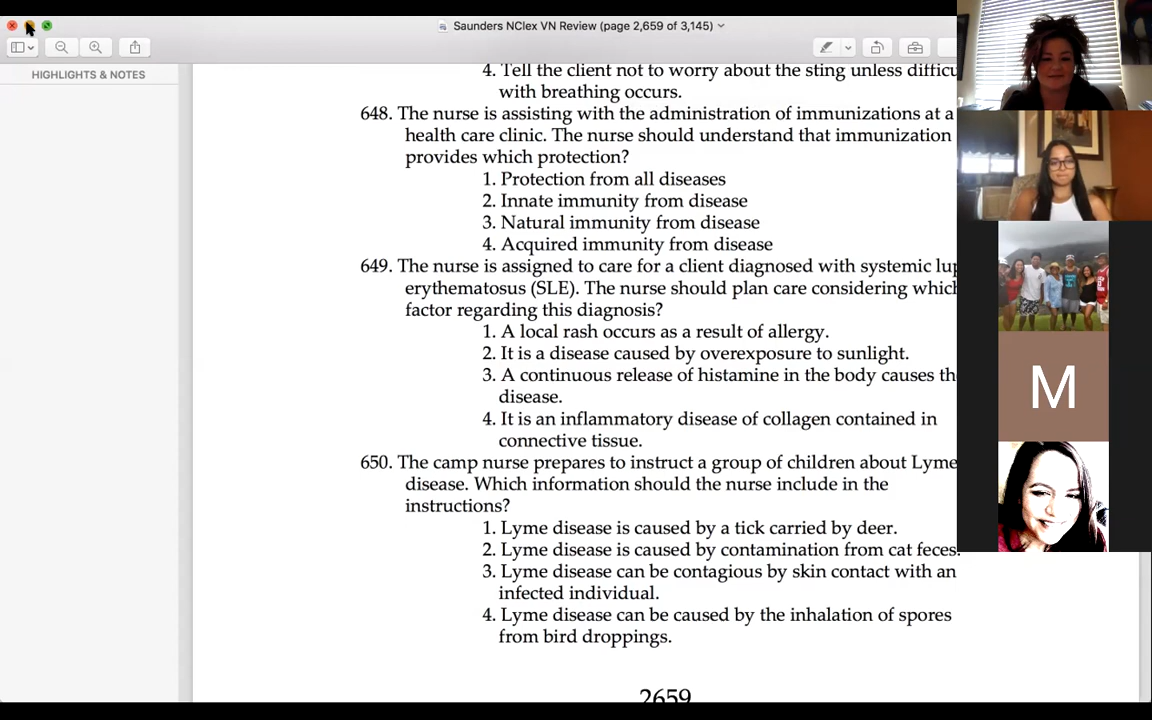 Saunders NClex VN Review (page 2,659 of 3,145)
HIGHLIGHTS & NOTES
4. Tell the client not to worry about the sting unless difficu
with breathing occurs.
648. The nurse is assisting with the administration of immunizations at a
health care clinic. The nurse should understand that immunization
provides which protection?
1. Protection from all diseases
2. Innate immunity from disease
3. Natural immunity from disease
4. Acquired immunity from disease
649. The nurse is assigned to care for a client diagnosed with systemic lup
erythematosus (SLE). The nurse should plan care considering which
factor regarding this diagnosis?
1. A local rash occurs as a result of allergy.
2. It is a disease caused by overexposure to sunlight.
3. A continuous release of histamine in the body causes th
disease.
4. It is an inflammatory disease of collagen contained in
connective tissue.
650. The camp nurse prepares to instruct a group of children about Lyme
disease. Which information should the nurse include in the
instructions?
1. Lyme disease is caused by a tick carried by deer.
2. Lyme disease is caused by contamination from cat feces.
3. Lyme disease can be contagious by skin contact with an
infected individual.
4. Lyme disease can be caused by the inhalation of spores
from bird droppings.
2659
M